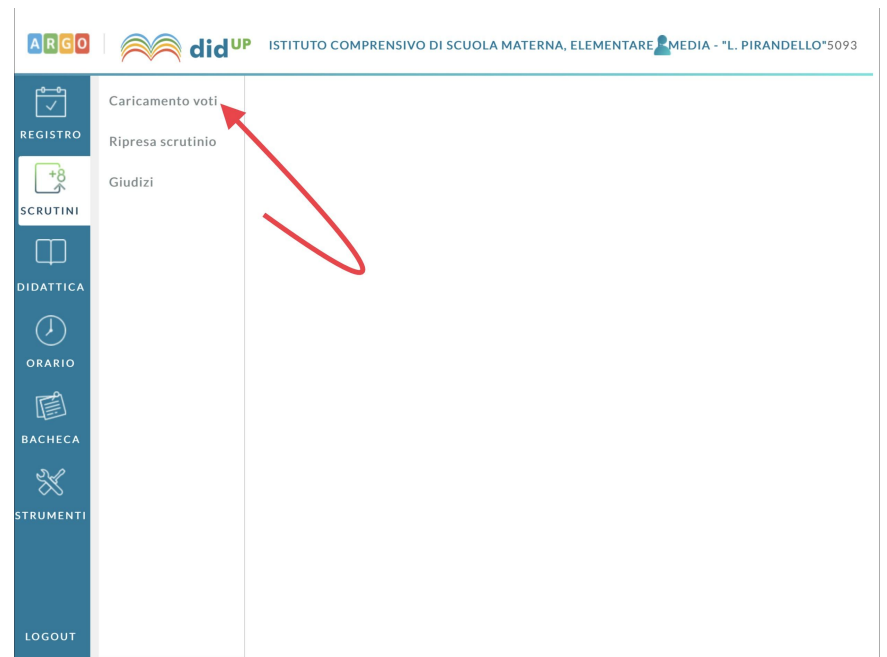 ARGO
didUP ISTITUTO COMPRENSIVO DI SCUOLA MATERNA, ELEMENTARE MEDIA - "L. PIRANDELLO"5093
REGISTRO
SCRUTINI
+8
DIDATTICA
ORARIO
BACHECA
STRUMENTI
LOGOUT
Caricamento voti
Ripresa scrutinio
Giudizi